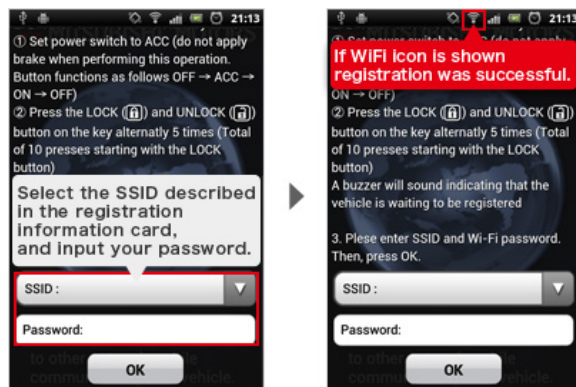 21:13
① Set power switch to ACC (do not apply
brake when performing this operation.
Button functions as follows OFF → ACC →
ON → OFF)
② Press the LOCK () and UNLOCK ()
button on the key alternatly 5 times (Total
of 10 presses starting with the LOCK
button)
Select the SSID described
in the registration
information card,
and input your password.
SSID :
Password:
to other
OK
21:13
If WiFi icon is shown
registration was successful.
ON → OFF)
② Press the LOCK () and UNLOCK ()
button on the key alternatly 5 times (Total
of 10 presses starting with the LOCK
button)
A buzzer will sound indicating that the
vehicle is waiting to be registered
3. Plese enter SSID and Wi-Fi password.
Then, press OK.
SSID :
Password:
to other
OK